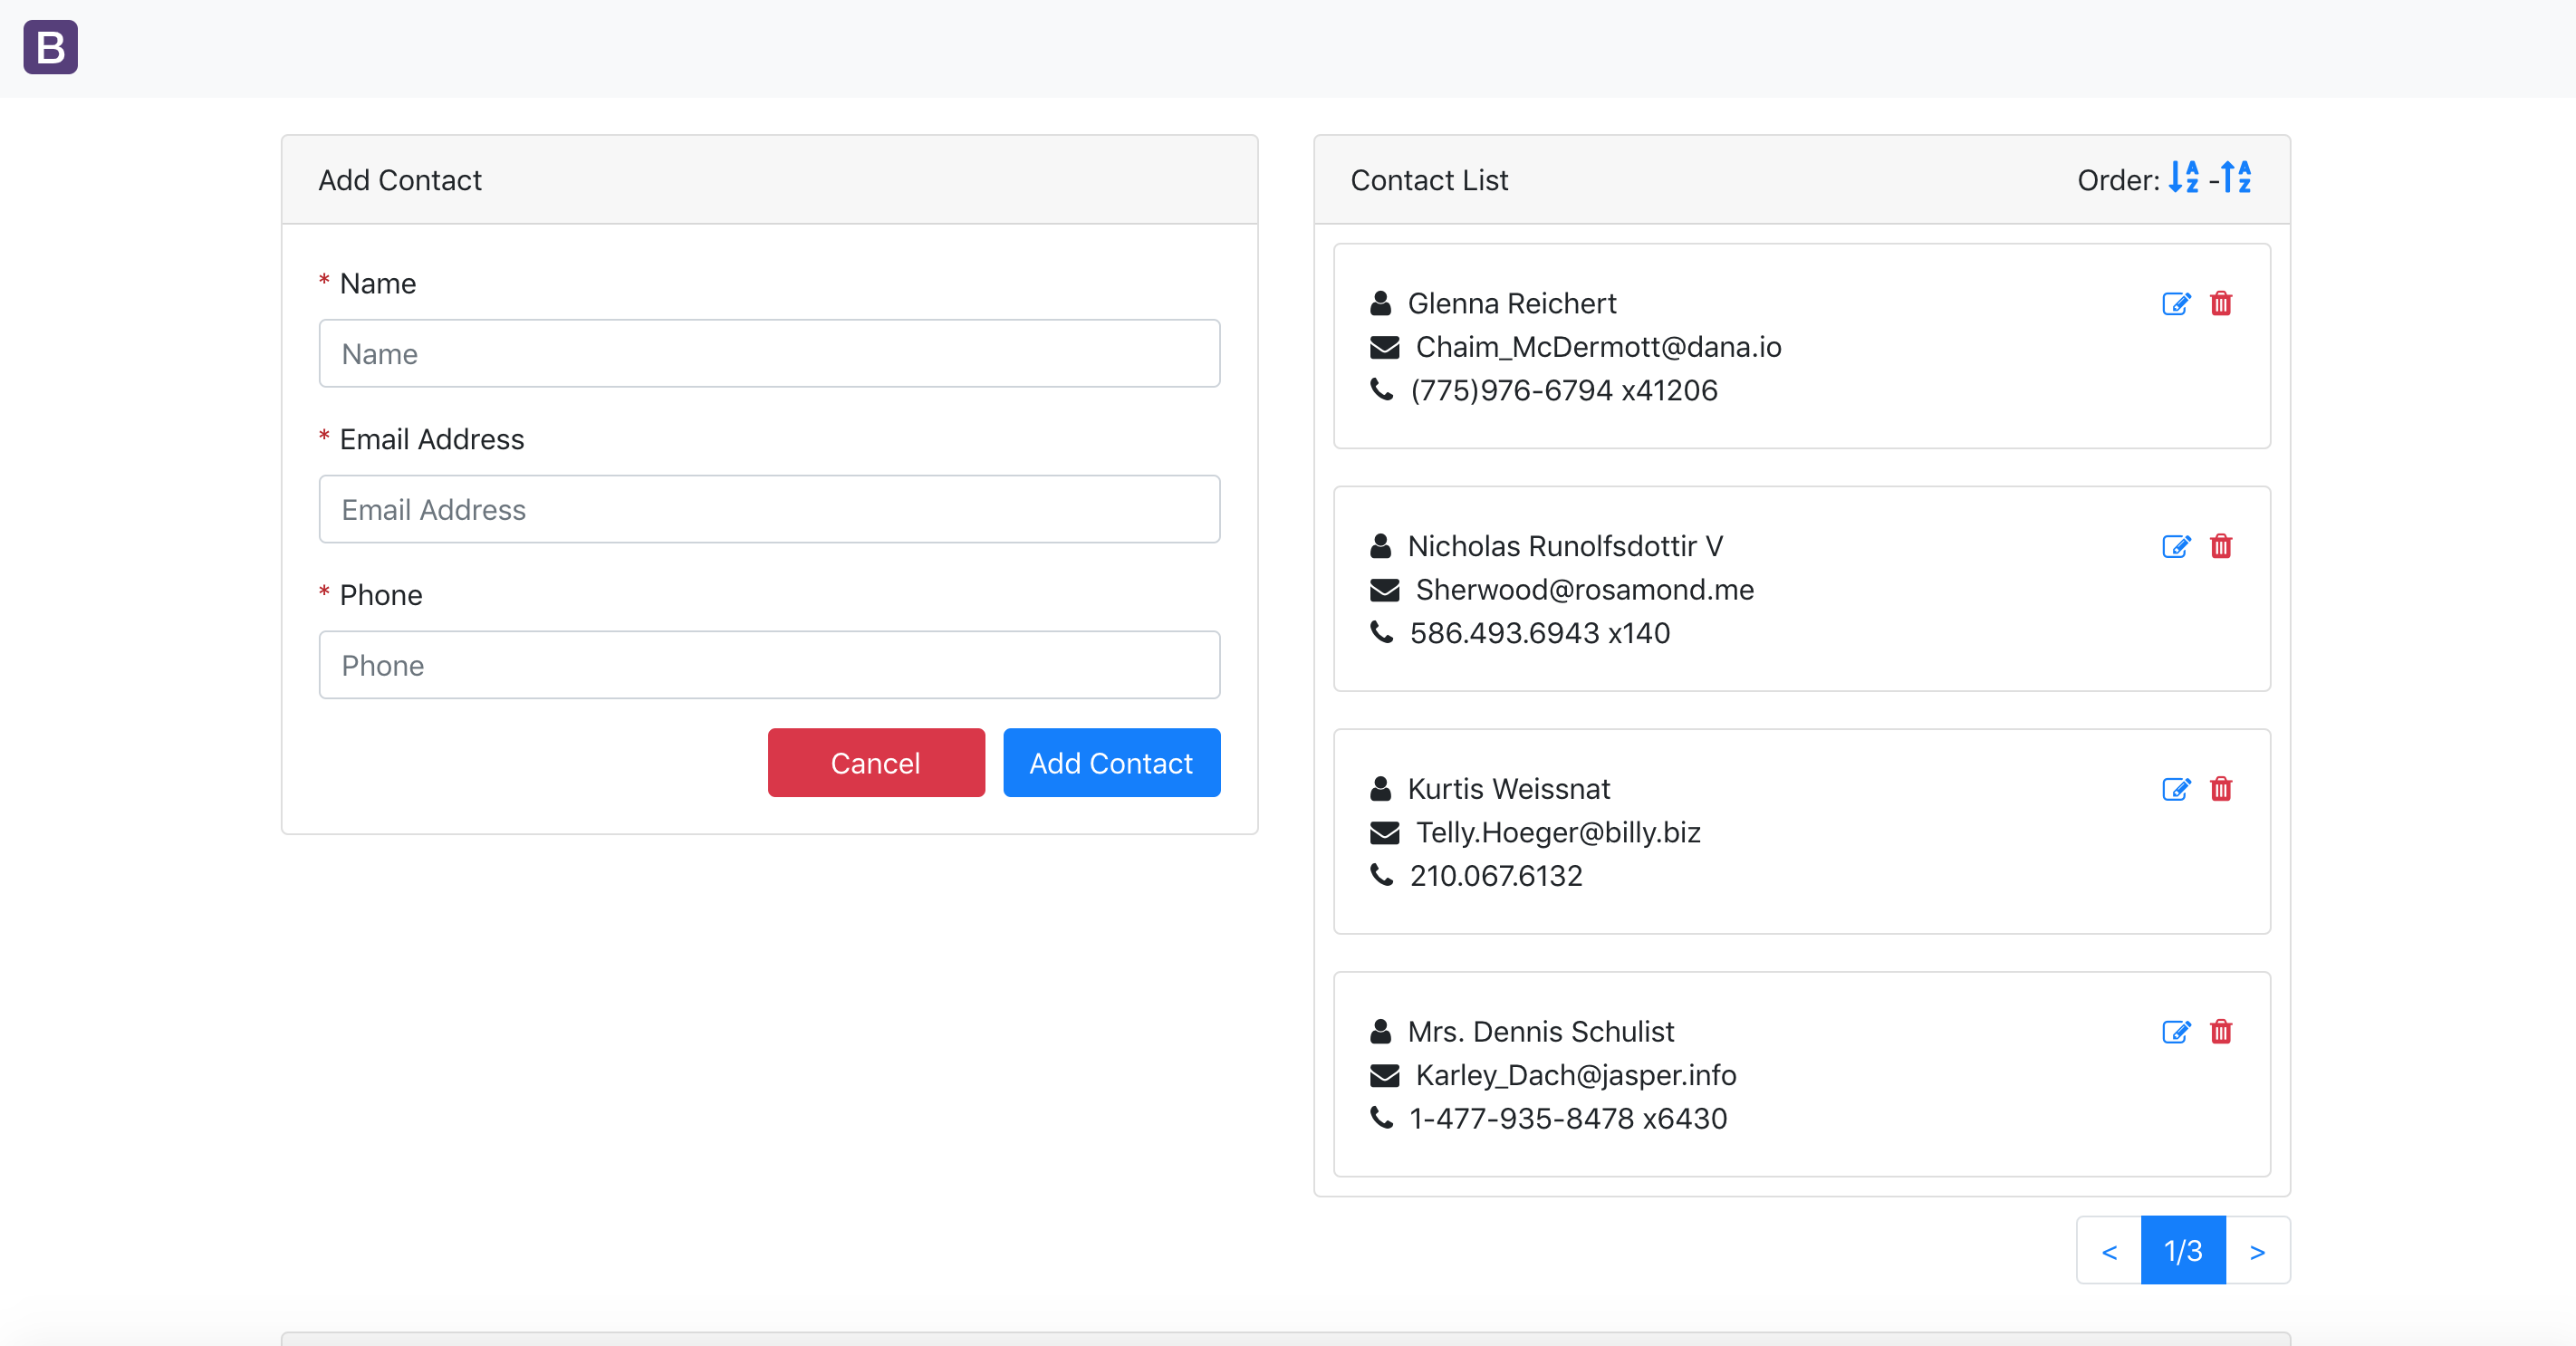 B
Add Contact
* Name
Name
* Email Address
Email Address
* Phone
Phone
Cancel
Add Contact
Contact List
Order: A Z - A Z
Glenna Reichert
Chaim_McDermott@dana.io
(775)976-6794 x41206
Nicholas Runolfsdottir V
Sherwood@rosamond.me
586.493.6943 x140
Kurtis Weissnat
Telly.Hoeger@billy.biz
210.067.6132
Mrs. Dennis Schulist
Karley_Dach@jasper.info
1-477-935-8478 x6430
< 1/3 >